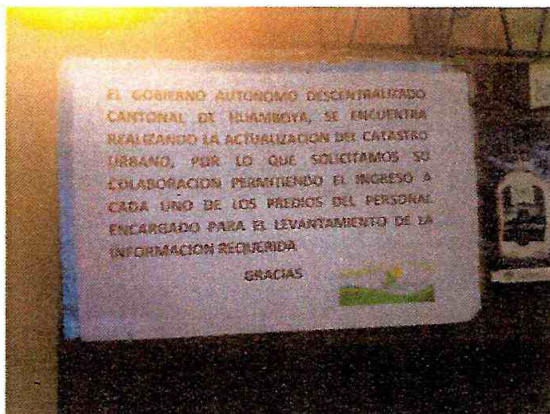 EL GOBIERNO AUTONOMO DESCENTRALIZADO
CANTONAL DE HUAMBOYA, SE ENCUENTRA
REALIZANDO LA ACTUALIZACION DEL CATASTRO
URBANO, POR LO QUE SOLICITAMOS SU
COLABORACION PERMITIENDO EL INGRESO A
CADA UNO DE LOS PREDIOS DEL PERSONAL
ENCARGADO PARA EL LEVANTAMIENTO DE LA
INFORMACION REQUERIDA
GRACIAS